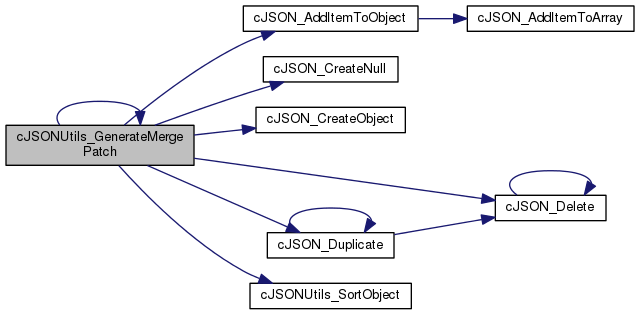 cJSON_AddItemToObject
cJSON_AddItemToArray
cJSON_CreateNull
cJSON_CreateObject
cJSONUtils_GenerateMerge
Patch
cJSON_Delete
cJSON_Duplicate
cJSONUtils_SortObject